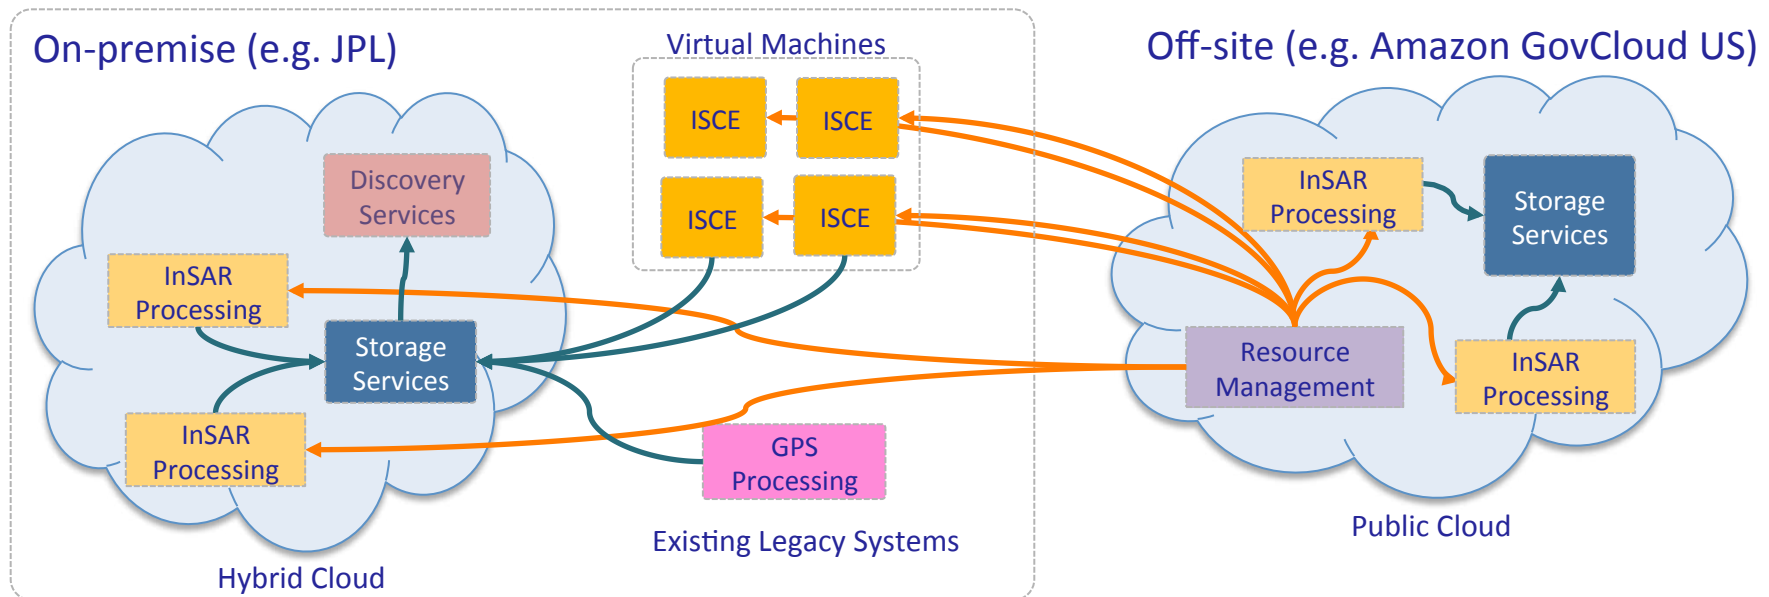 On-premise (e.g. JPL)
Virtual Machines
Off-site (e.g. Amazon GovCloud US)
ISCE
ISCE
ISCE
ISCE
Discovery
Services
InSAR
Processing
Storage
Services
InSAR
Processing
GPS
Processing
Existing Legacy Systems
Hybrid Cloud
InSAR
Processing
Storage
Services
Resource
Management
InSAR
Processing
Public Cloud